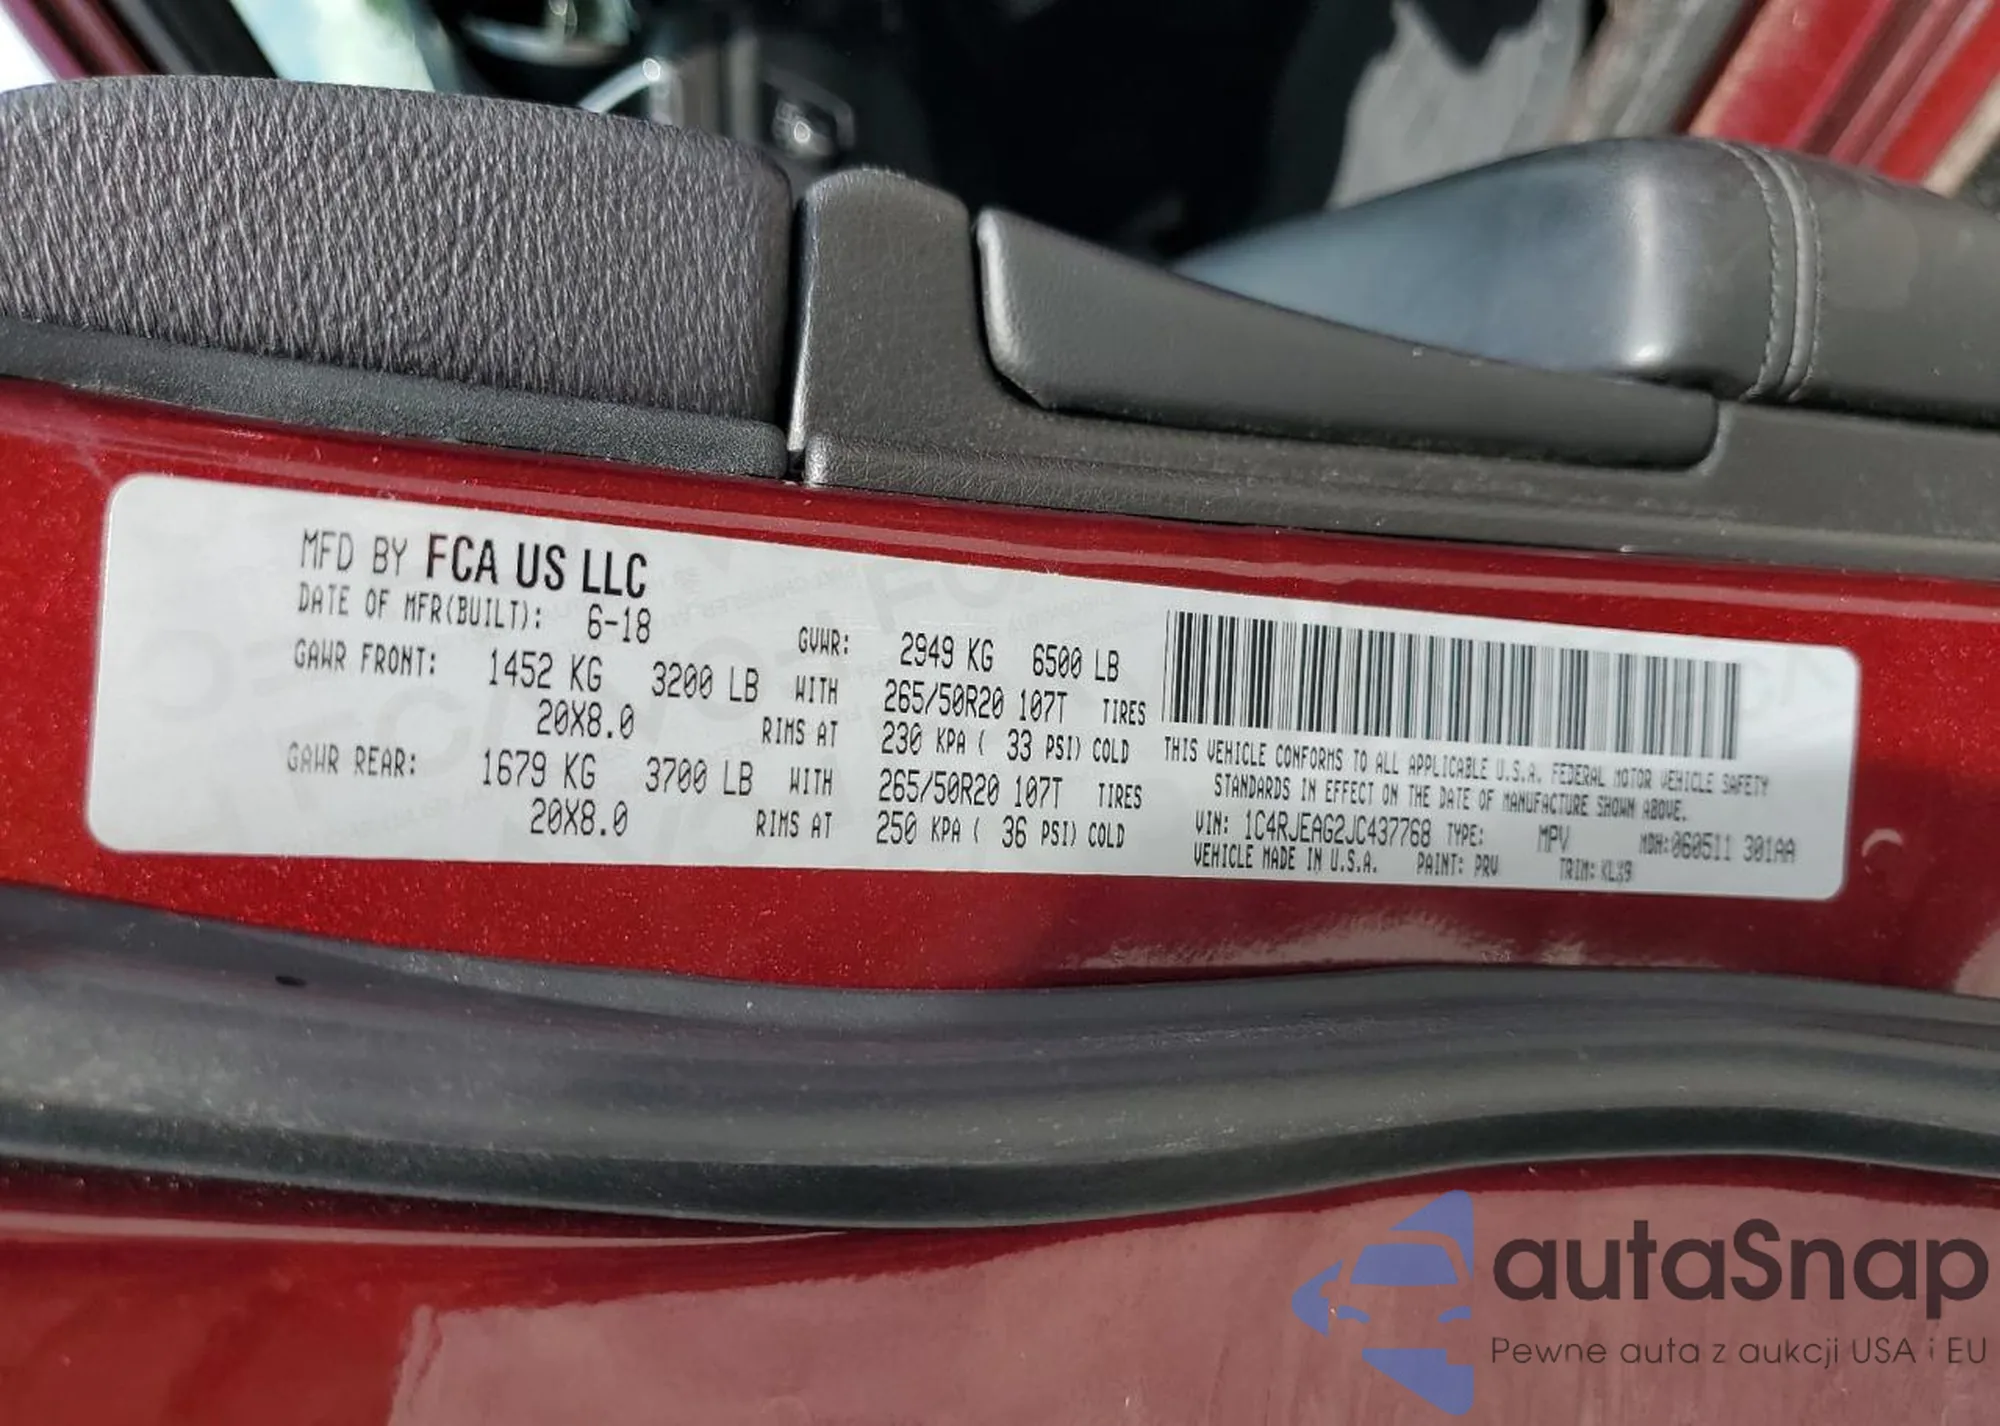 MFD BY FCA US LLC
DATE OF MFR(BUILT): 6-18 GVWR: 2949 KG 6500 LB
GAWR FRONT: 1452 KG 3200 LB WITH 265/50R20 107T TIRES
20X8.0 RIMS AT 230 KPA ( 33 PSI) COLD
GAWR REAR: 1679 KG 3700 LB WITH 265/50R20 107T TIRES
20X8.0 RIMS AT 250 KPA ( 36 PSI) COLD
THIS VEHICLE CONFORMS TO ALL APPLICABLE U.S.A. FEDERAL MOTOR VEHICLE SAFETY
STANDARDS IN EFFECT ON THE DATE OF MANUFACTURE SHOWN ABOVE.
VIN: 1C4RJEAG2JC437768 TYPE: MPV MDH:060511 301AA
VEHICLE MADE IN U.S.A. PAINT: PRV TRIM: KLX9
autaSnap
Pewne auta z aukcji USA i EU